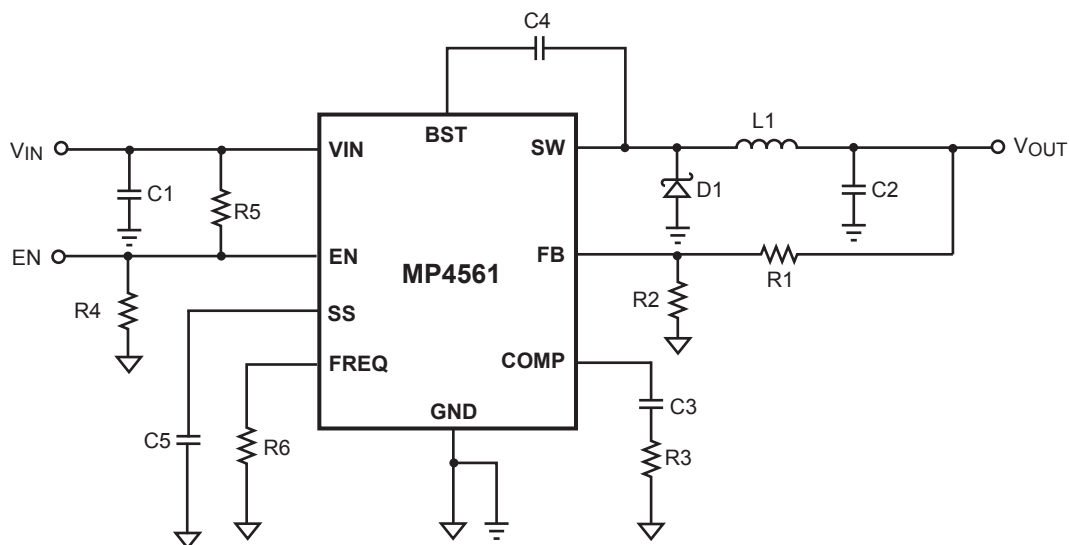 C4
L1
VIN
BST
VIN
SW
VOUT
C1
R5
D1
C2
EN
EN
MP4561
FB
R1
R4
R2
SS
FREQ
COMP
GND
C3
C5
R6
R3